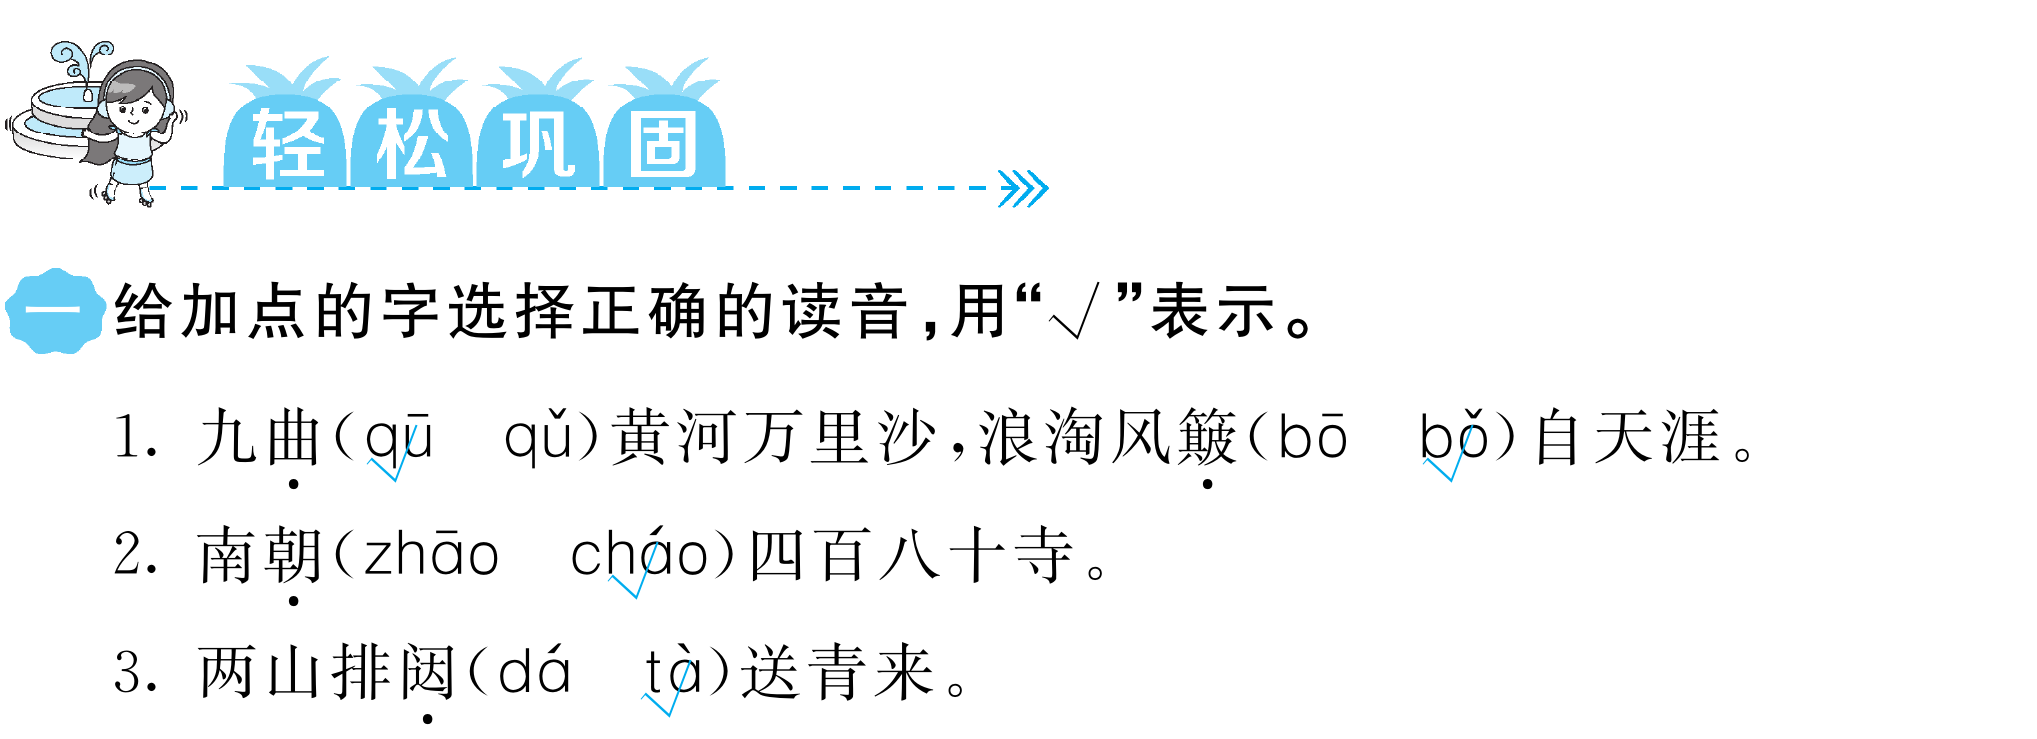 轻松巩固
一 给加点的字选择正确的读音,用“√”表示。
1. 九曲(qū√ qǔ)黄河万里沙,浪淘风簸(bō bǒ√)自天涯。
2. 南朝(zhāo cháo√)四百八十寺。
3. 两山排闼(dá tà√)送青来。